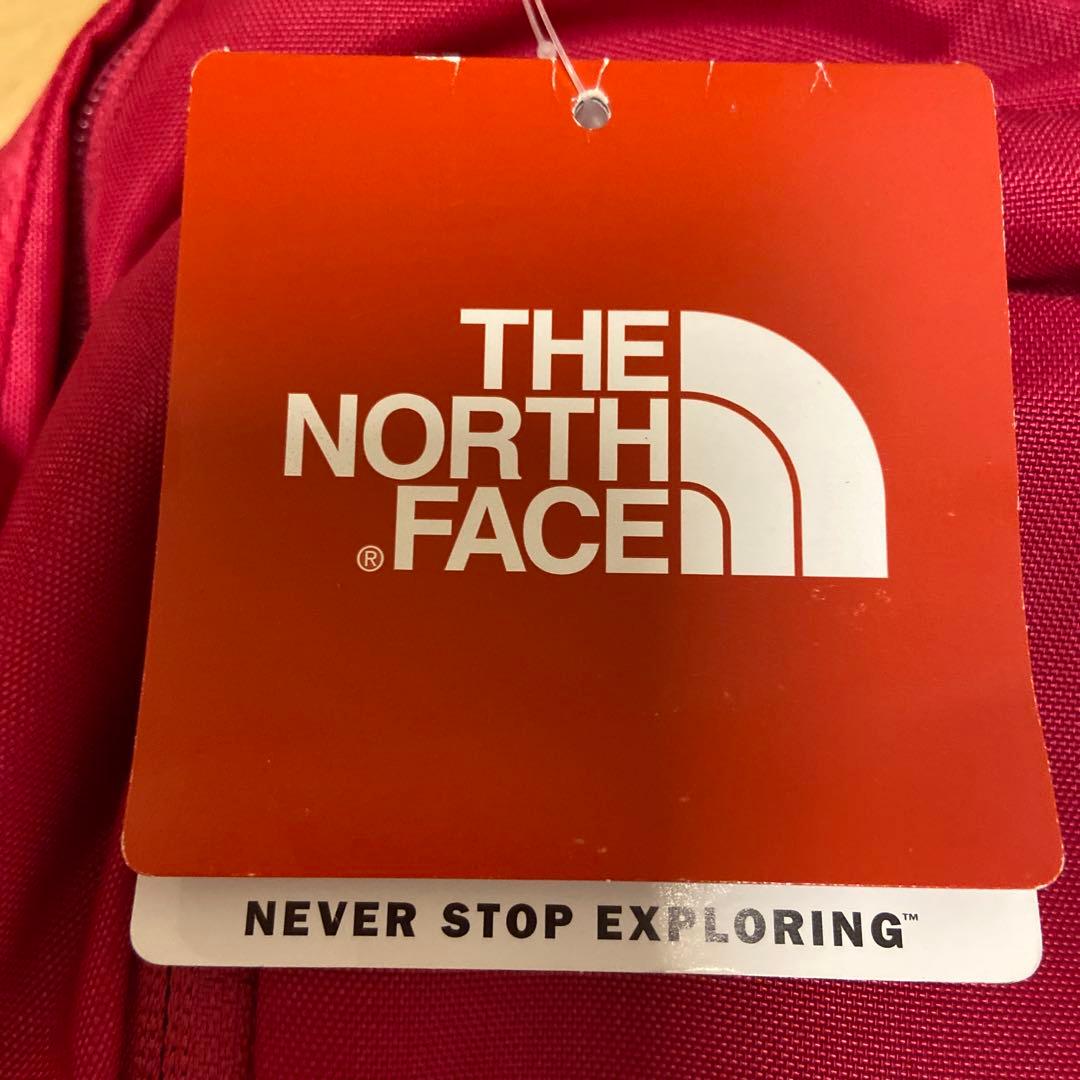 THE
NORTH
® FACE
NEVER STOP EXPLORING™